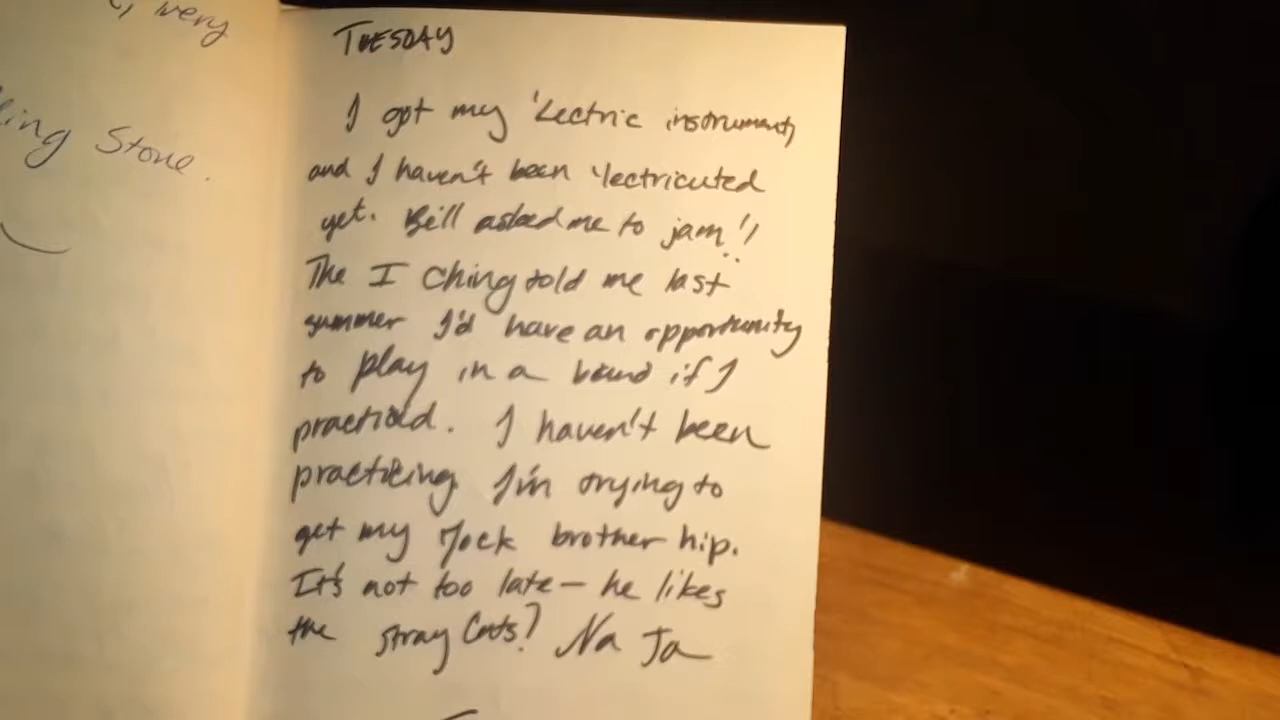 very
Stone.
TUESDAY
I got my 'Lectric instrument,
and I haven't been 'lectricuted
yet. Bill asked me to jam!!
The I Ching told me last
summer I'd have an opportunity
to play in a band if I
practiced. I haven't been
practicing I'm trying to
get my Jock brother hip.
It's not too late — he likes
the Stray Cats? Na Ja